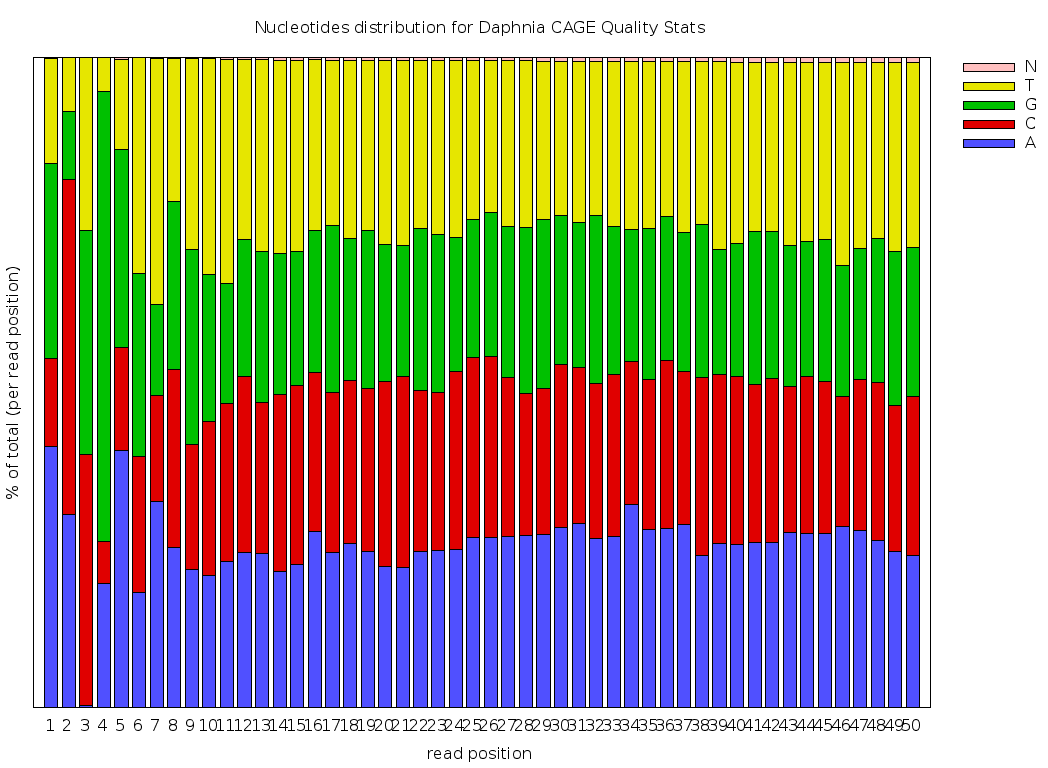 Nucleotides distribution for Daphnia CAGE Quality Stats
N
T
G
C
A
% of total (per read position)
1 2 3 4 5 6 7 8 9 10 11 12 13 14 15 16 17 18 19 20 21 22 23 24 25 26 27 28 29 30 31 32 33 34 35 36 37 38 39 40 41 42 43 44 45 46 47 48 49 50
read position